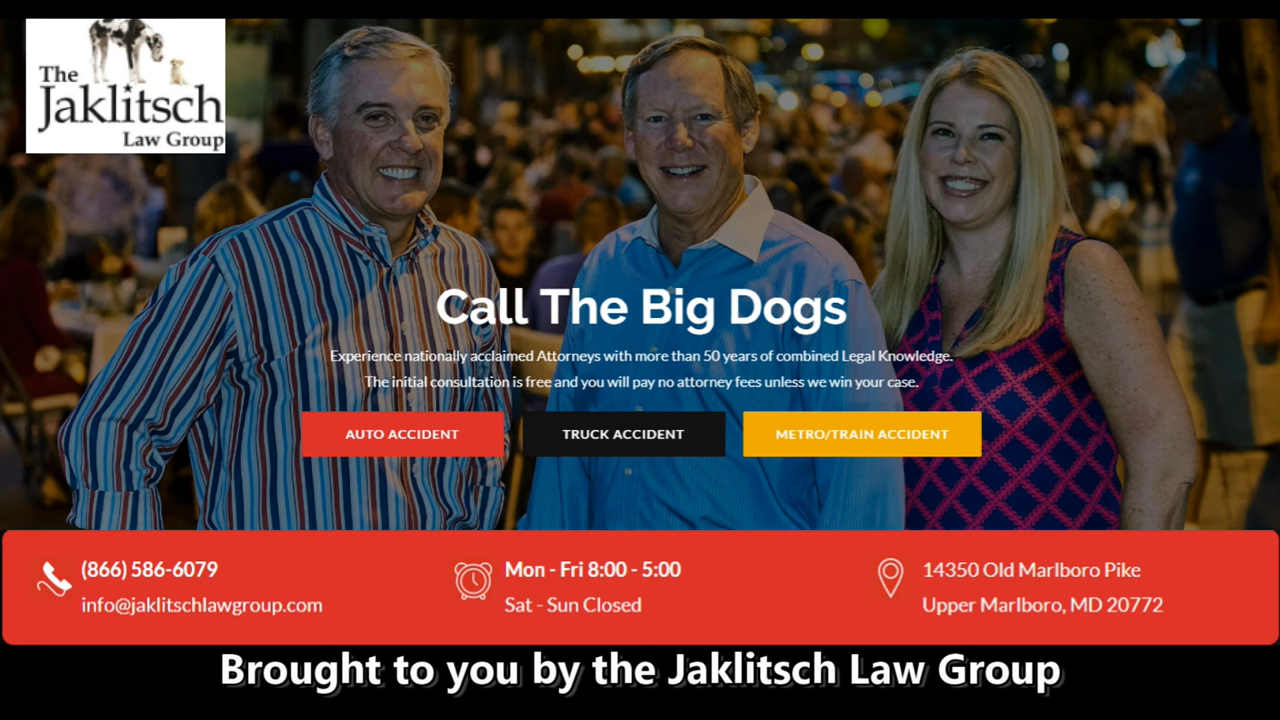 The
Jaklitsch
Law Group
Call The Big Dogs
Experience nationally acclaimed Attorneys with more than 50 years of combined Legal Knowledge.
The initial consultation is free and you will pay no attorney fees unless we win your case.
AUTO ACCIDENT
TRUCK ACCIDENT
METRO/TRAIN ACCIDENT
(866) 586-6079
info@jaklitschlawgroup.com
Mon - Fri 8:00 - 5:00
Sat - Sun Closed
14350 Old Marlboro Pike
Upper Marlboro, MD 20772
Brought to you by the Jaklitsch Law Group